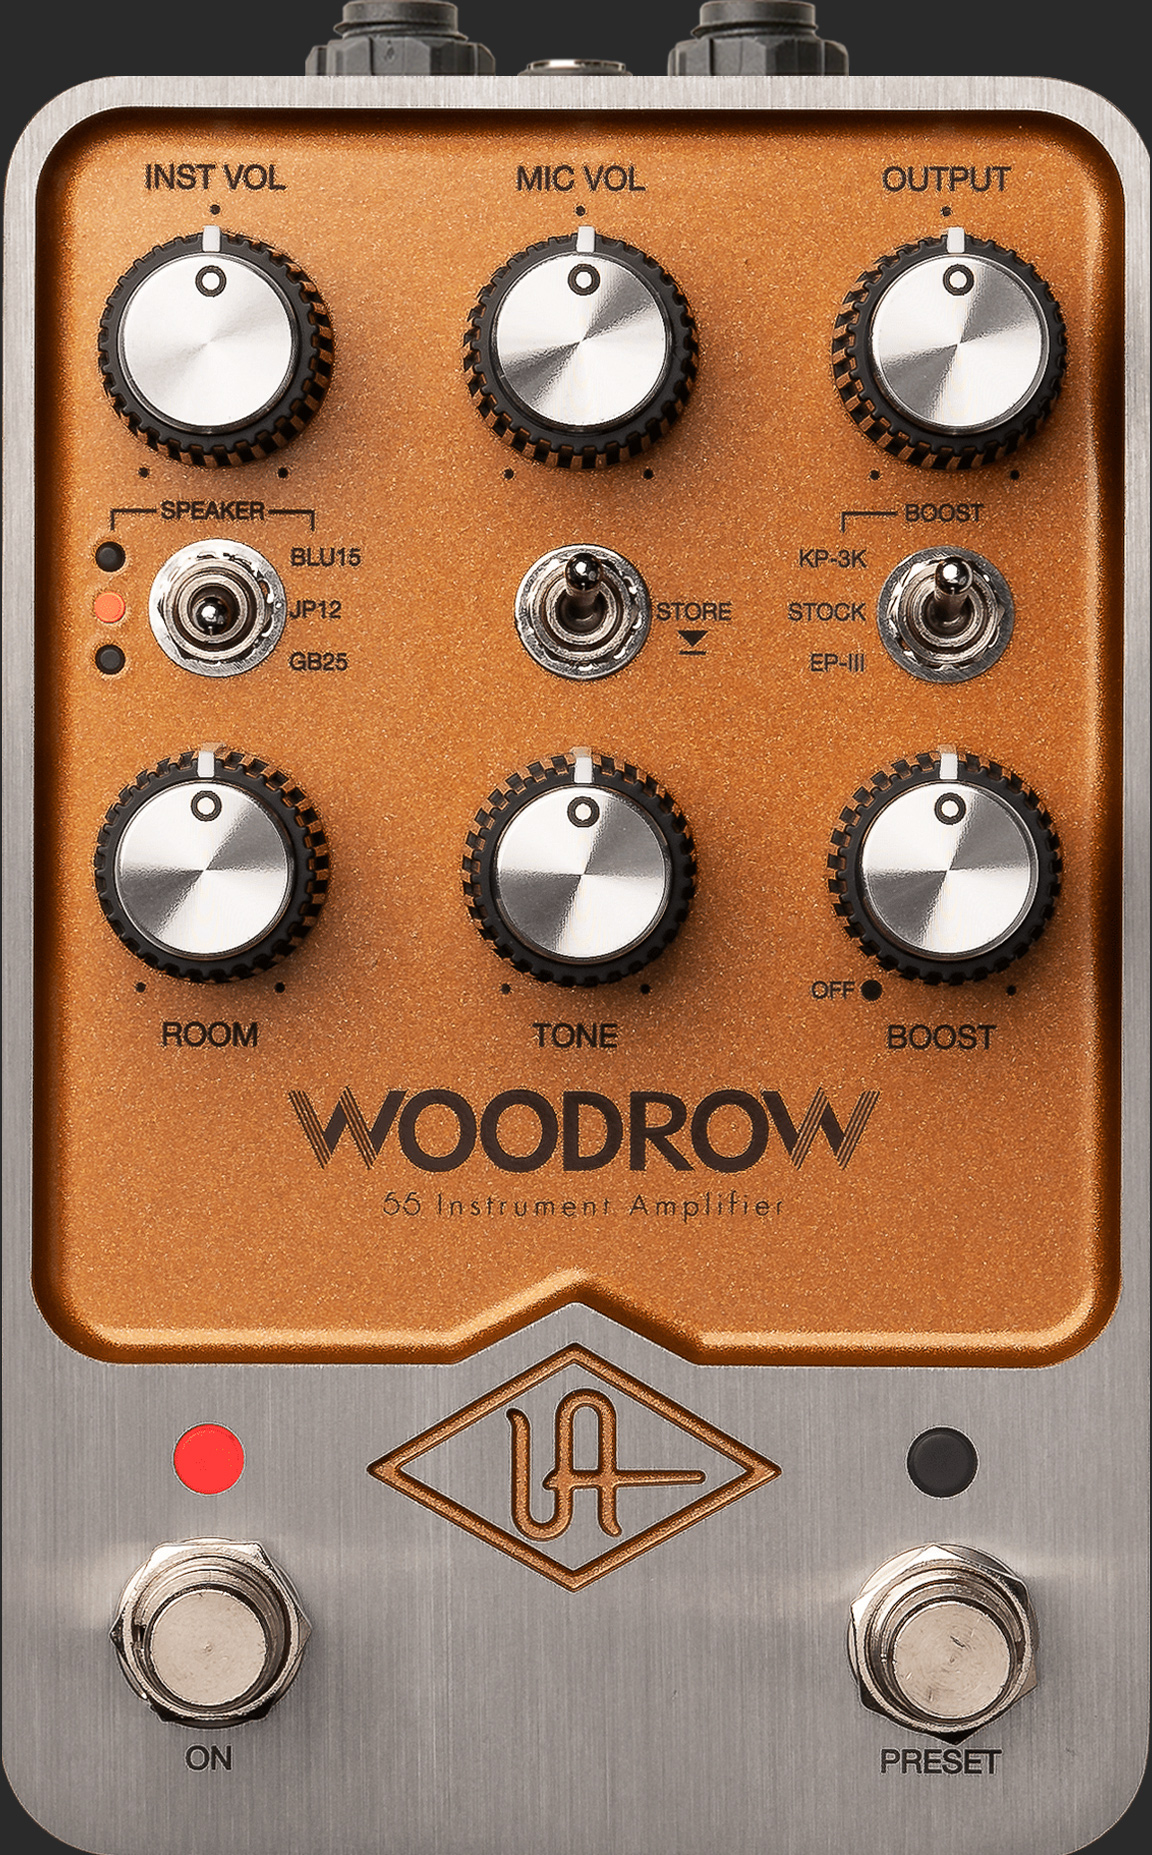 INST VOL
MIC VOL
OUTPUT
SPEAKER
BLU15
JP12
GB25
STORE
BOOST
KP-3K
STOCK
EP-III
OFF
ROOM
TONE
BOOST
WOODROW
55 Instrument Amplifier
UA
ON
PRESET